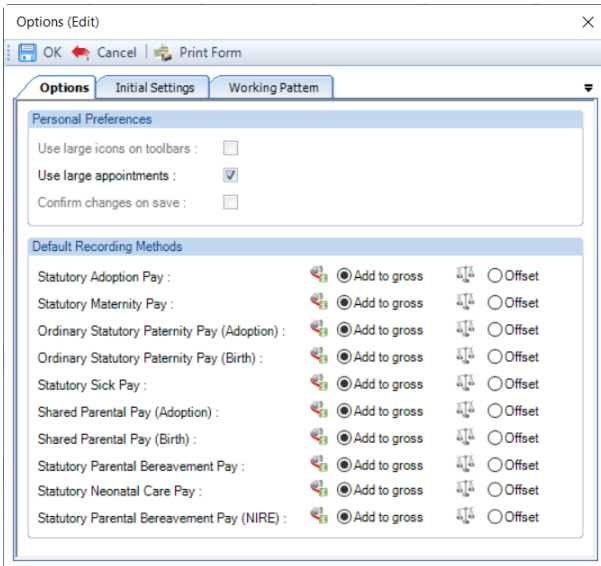 Options (Edit)
OK Cancel Print Form
Options Initial Settings Working Pattern
Personal Preferences
Use large icons on toolbars :
Use large appointments :
Confirm changes on save :
Default Recording Methods
Statutory Adoption Pay : Add to gross Offset
Statutory Maternity Pay : Add to gross Offset
Ordinary Statutory Paternity Pay (Adoption) : Add to gross Offset
Ordinary Statutory Paternity Pay (Birth) : Add to gross Offset
Statutory Sick Pay : Add to gross Offset
Shared Parental Pay (Adoption) : Add to gross Offset
Shared Parental Pay (Birth) : Add to gross Offset
Statutory Parental Bereavement Pay : Add to gross Offset
Statutory Neonatal Care Pay : Add to gross Offset
Statutory Parental Bereavement Pay (NIRE) : Add to gross Offset